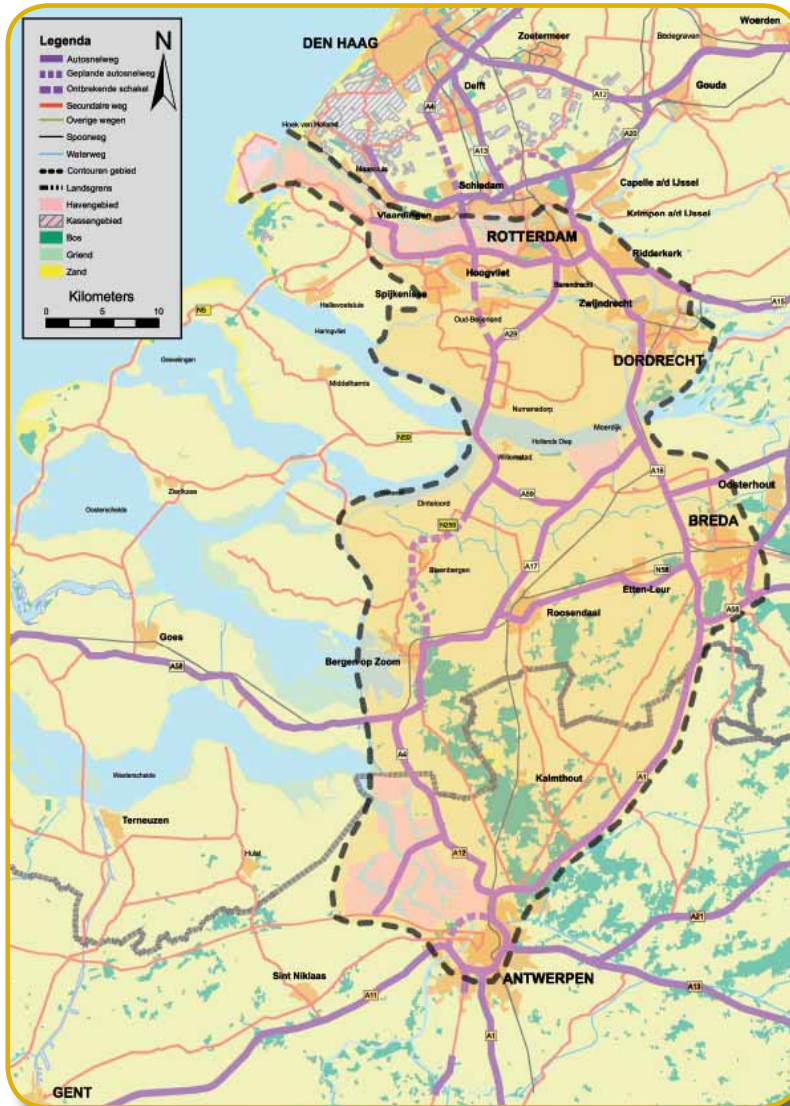 Legenda
N
Autosnelweg
Geplande autosnelweg
Ontbrekende schakel
Secundaire weg
Overige wegen
Spoorweg
Waterweg
Contouren gebied
Landsgrens
Havengebied
Kassengebied
Bos
Griend
Zand
Kilometers
0 5 10
DEN HAAG
Zoetermeer
Woerden
Bodegraven
Delft
A4
A12
Gouda
Hoek van Holland
A13
A20
Maassluis
Schiedam
Capelle a/d IJssel
Vlaardingen
Krimpen a/d IJssel
ROTTERDAM
Ridderkerk
Hoogvliet
Spijkenisse
Barendrecht
Zwijndrecht
A15
Hellevoetsluis
Oud-Beijerland
Haringvliet
A29
Grevelingen
DORDRECHT
Middelharnis
Numansdorp
Moerdijk
N59
Hollands Diep
Willemstad
A16
Zierikzee
Oosterhout
Oosterschelde
Dinteloord
A59
N259
BREDA
Steenbergen
A17
N58
Etten-Leur
Roosendaal
A58
Goes
Bergen op Zoom
A58
A4
Westerschelde
Kalmthout
A1
Terneuzen
Hulst
A12
A21
Sint Niklaas
ANTWERPEN
A11
A13
A1
GENT